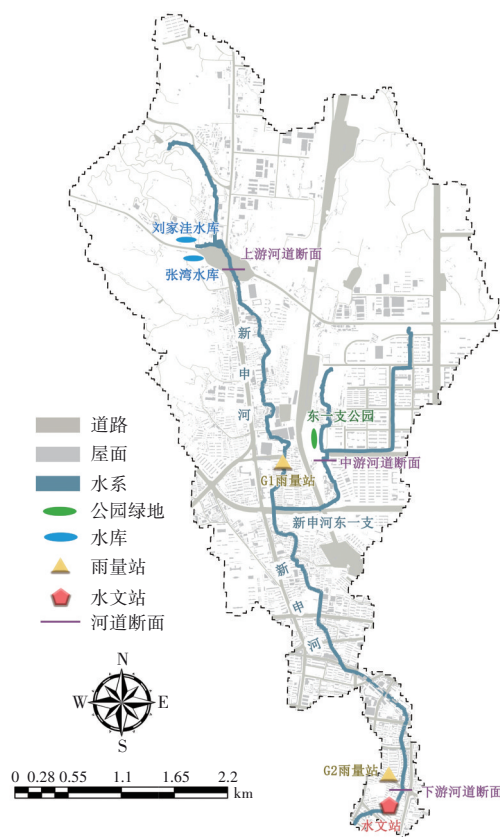 刘家洼水库
张湾水库
上游河道断面
新申河
东一支公园
中游河道断面
G1雨量站
新申河东一支
新申河
道路
屋面
水系
公园绿地
水库
雨量站
水文站
河道断面
N
W E
S
0 0.28 0.55 1.1 1.65 2.2
km
G2雨量站
下游河道断面
水文站